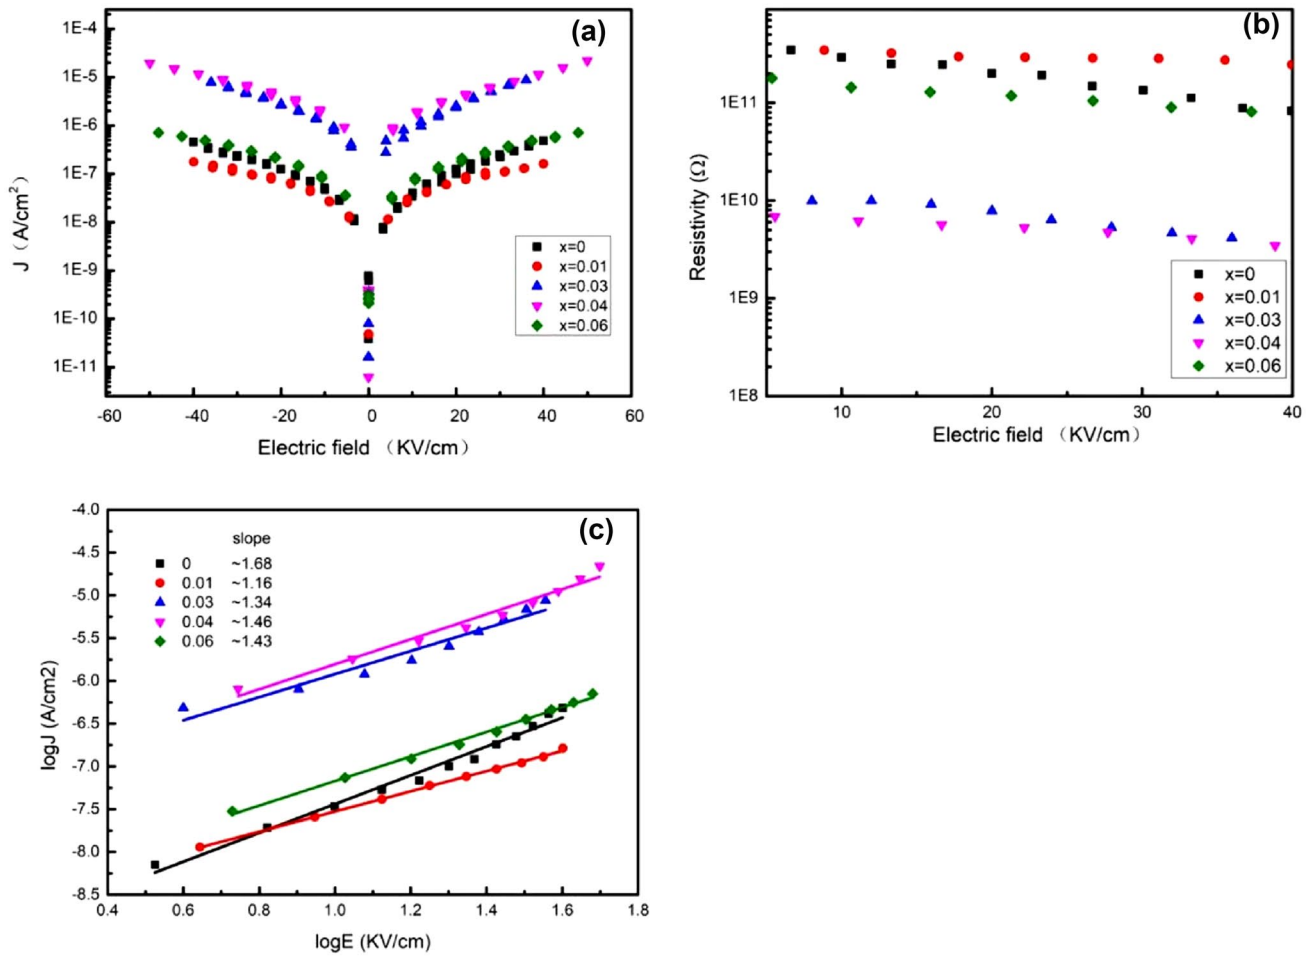 (a)
1E-4
1E-5
1E-6
1E-7
1E-8
1E-9
1E-10
1E-11
J（A/cm²）
x=0
x=0.01
x=0.03
x=0.04
x=0.06
-60 -40 -20 0 20 40 60
Electric field （KV/cm）
(b)
1E11
1E10
1E9
1E8
Resistivity (Ω)
x=0
x=0.01
x=0.03
x=0.04
x=0.06
10 20 30 40
Electric field （KV/cm）
(c)
-4.0
-4.5
-5.0
-5.5
-6.0
-6.5
-7.0
-7.5
-8.0
-8.5
logJ (A/cm2)
slope
0 ~1.68
0.01 ~1.16
0.03 ~1.34
0.04 ~1.46
0.06 ~1.43
0.4 0.6 0.8 1.0 1.2 1.4 1.6 1.8
logE (KV/cm)